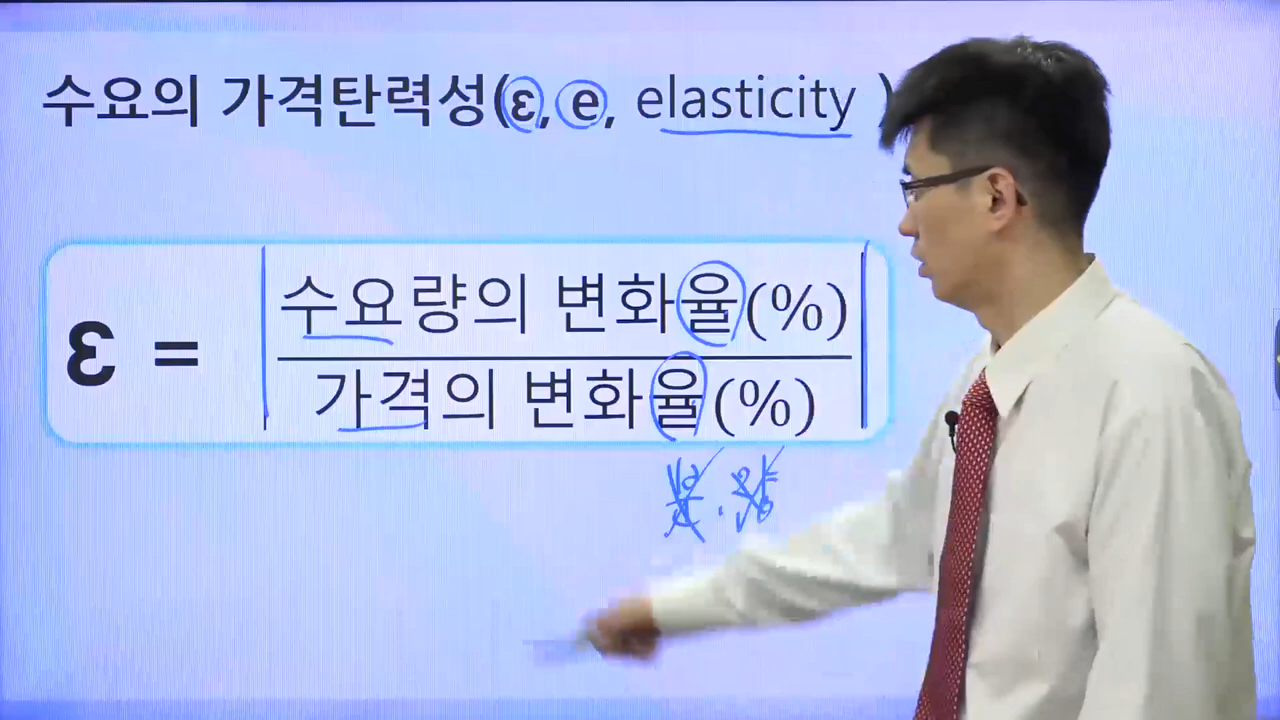 수요의 가격탄력성(ε, e, elasticity )
ε = | 수요량의 변화율(%) |
가격의 변화율(%)